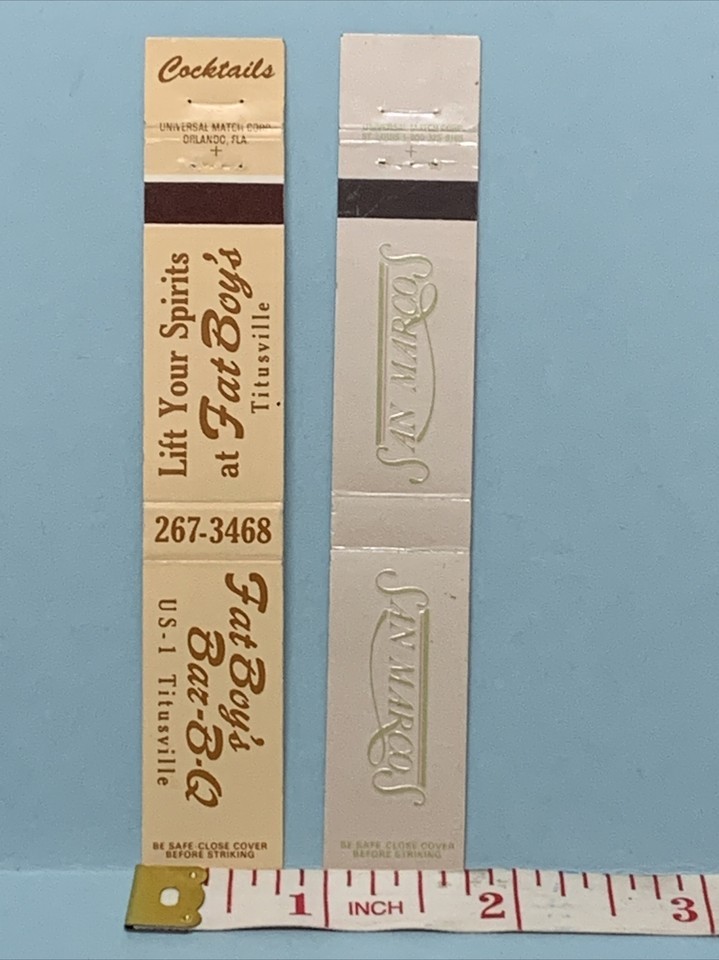 Cocktails
UNIVERSAL MATCH CORP.
ORLANDO, FLA.
Lift Your Spirits
at Fat Boy's
Titusville
267-3468
Fat Boy's
Bar-B-Q
US-1 Titusville
BE SAFE-CLOSE COVER
BEFORE STRIKING
SAN MARCOS
SAN MARCOS
BE SAFE-CLOSE COVER
BEFORE STRIKING
1 INCH 2 3